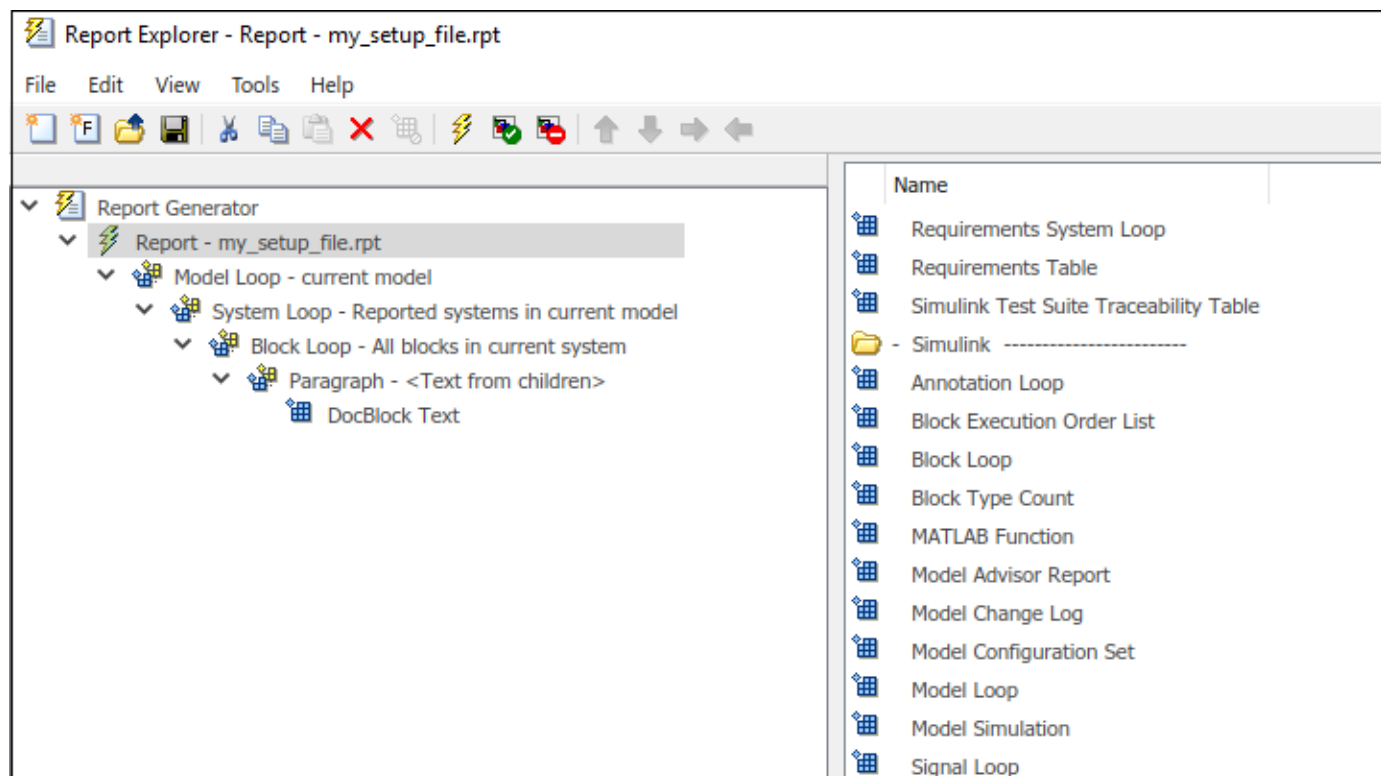 Report Explorer - Report - my_setup_file.rpt
File Edit View Tools Help
F
Report Generator
Report - my_setup_file.rpt
Model Loop - current model
System Loop - Reported systems in current model
Block Loop - All blocks in current system
Paragraph - <Text from children>
DocBlock Text
Name
Requirements System Loop
Requirements Table
Simulink Test Suite Traceability Table
- Simulink ------------------------
Annotation Loop
Block Execution Order List
Block Loop
Block Type Count
MATLAB Function
Model Advisor Report
Model Change Log
Model Configuration Set
Model Loop
Model Simulation
Signal Loop